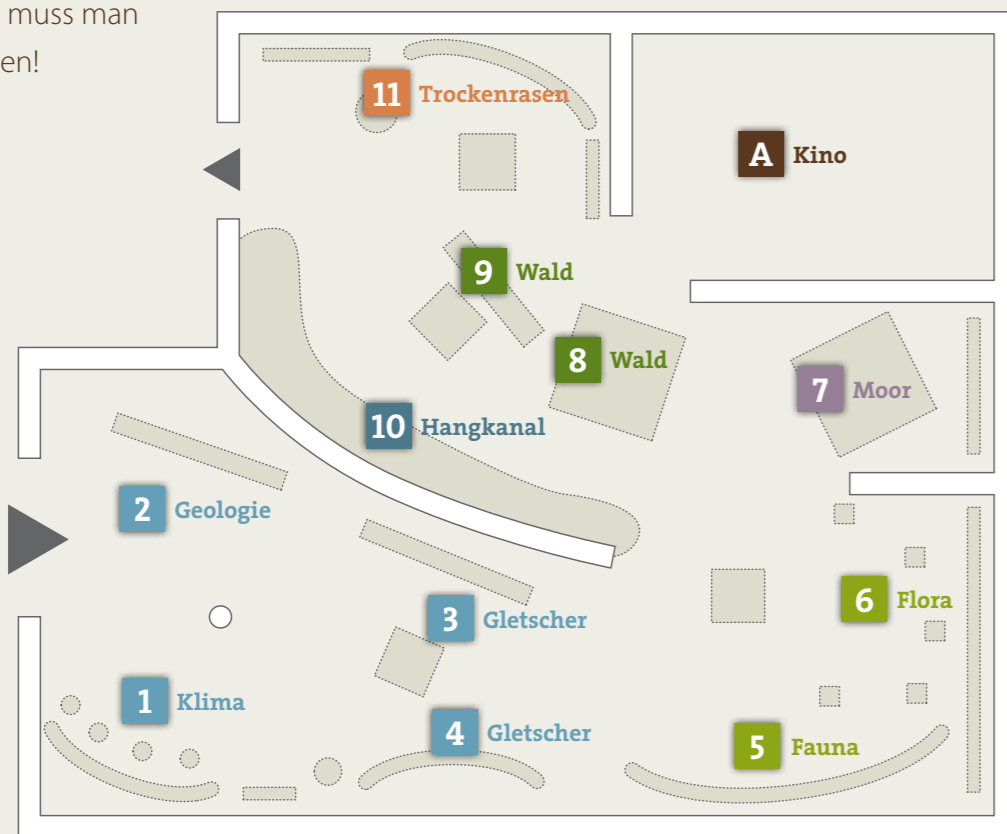 muss man
en!
11 Trockenrasen
A Kino
9 Wald
8 Wald
7 Moor
10 Hangkanal
2 Geologie
6 Flora
3 Gletscher
1 Klima
4 Gletscher
5 Fauna